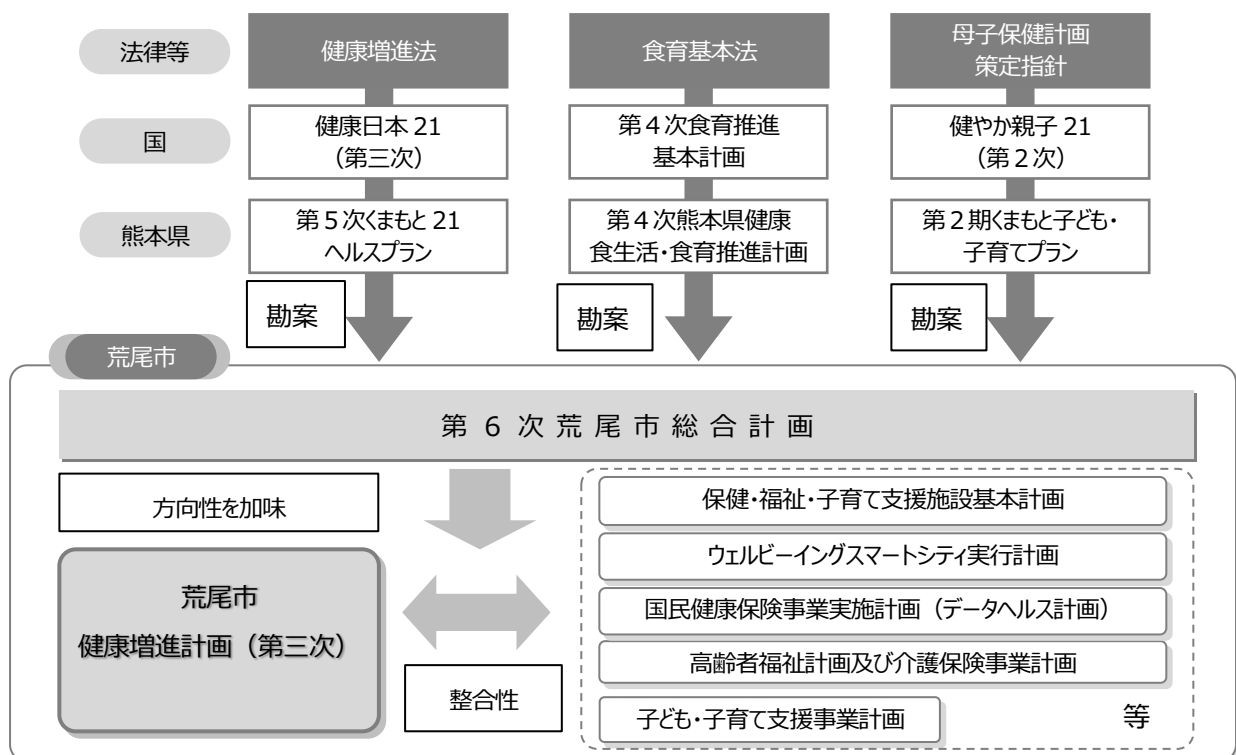 法律等
健康増進法
食育基本法
母子保健計画
策定指針
国
健康日本 21
（第三次）
第４次食育推進
基本計画
健やか親子 21
（第２次）
熊本県
第５次くまもと 21
ヘルスプラン
第４次熊本県健康
食生活・食育推進計画
第２期くまもと子ども・
子育てプラン
勘案
勘案
勘案
荒尾市
第 6 次荒尾市総合計画
方向性を加味
荒尾市
健康増進計画（第三次）
整合性
保健・福祉・子育て支援施設基本計画
ウェルビーイングスマートシティ実行計画
国民健康保険事業実施計画（データヘルス計画）
高齢者福祉計画及び介護保険事業計画
子ども・子育て支援事業計画
等